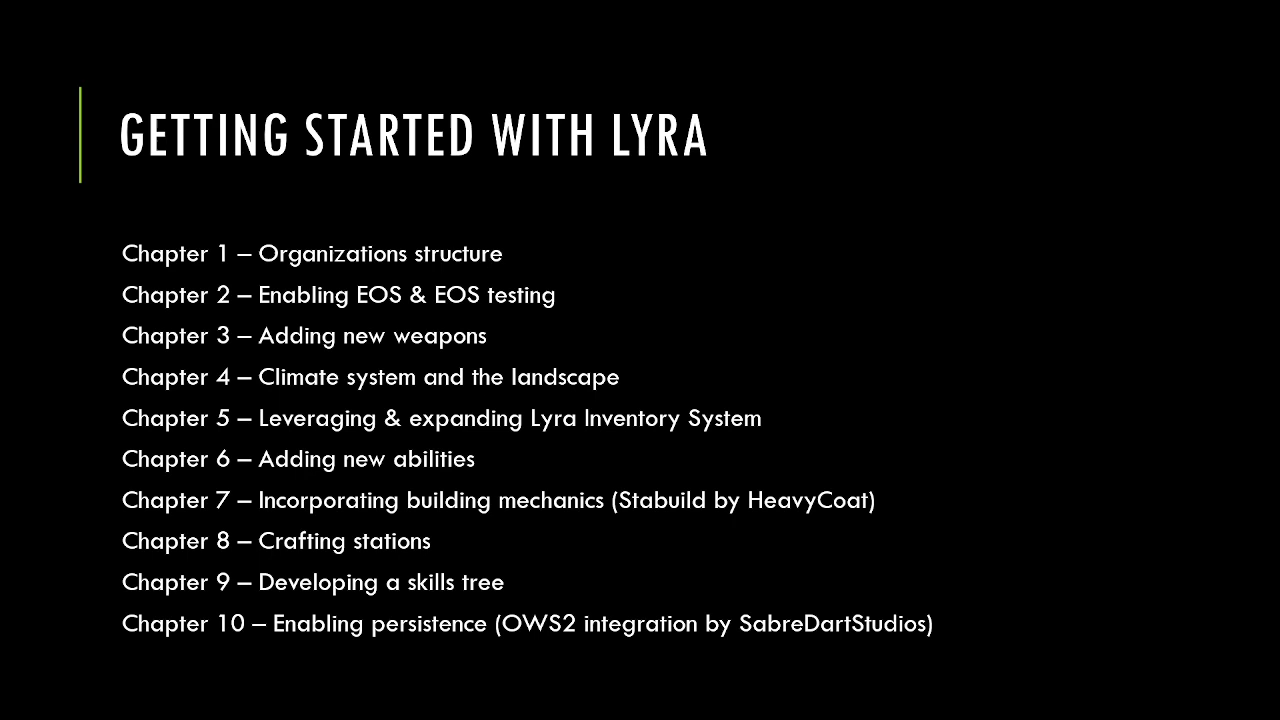 GETTING STARTED WITH LYRA
Chapter 1 – Organizations structure
Chapter 2 – Enabling EOS & EOS testing
Chapter 3 – Adding new weapons
Chapter 4 – Climate system and the landscape
Chapter 5 – Leveraging & expanding Lyra Inventory System
Chapter 6 – Adding new abilities
Chapter 7 – Incorporating building mechanics (Stabuild by HeavyCoat)
Chapter 8 – Crafting stations
Chapter 9 – Developing a skills tree
Chapter 10 – Enabling persistence (OWS2 integration by SabreDartStudios)